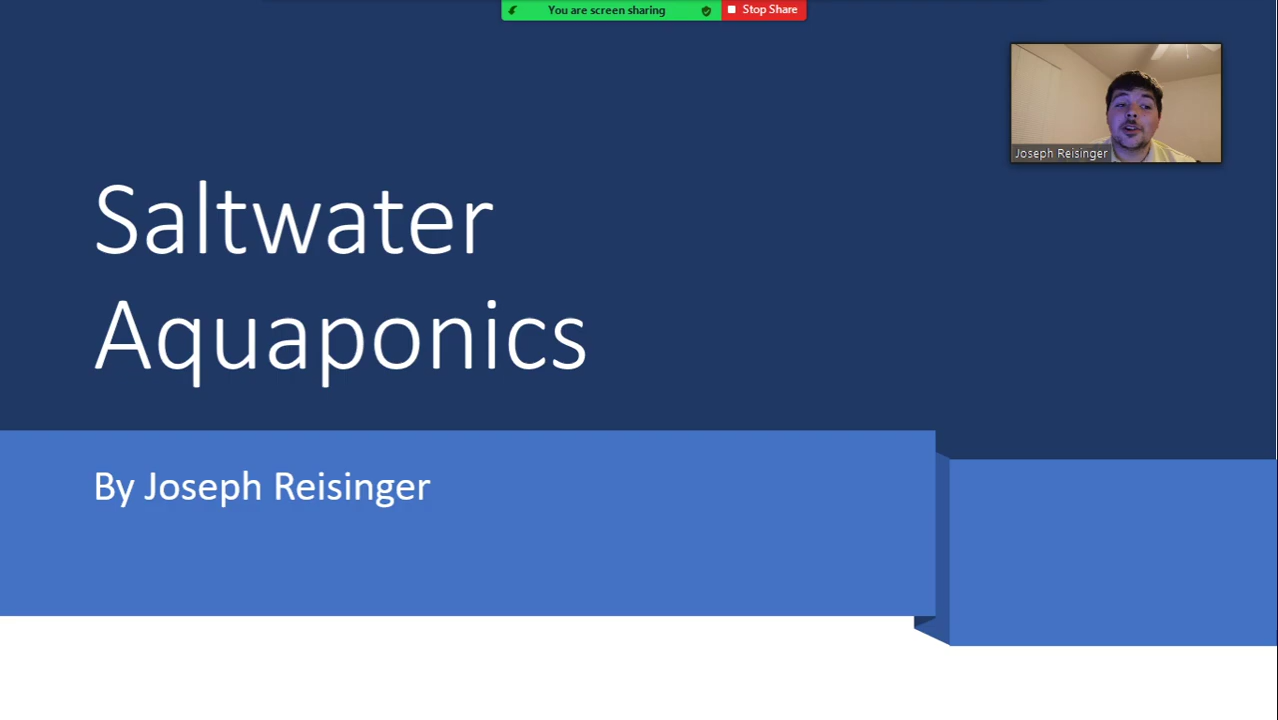 You are screen sharing
Stop Share
Joseph Reisinger
Saltwater
Aquaponics
By Joseph Reisinger